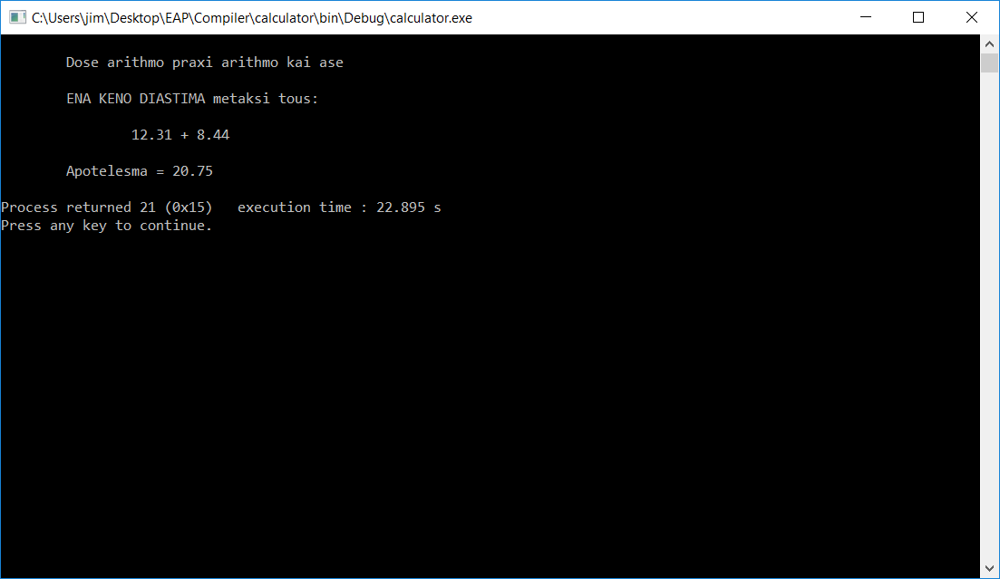 C:\Users\jim\Desktop\EAP\Compiler\calculator\bin\Debug\calculator.exe
Dose arithmo praxi arithmo kai ase
ENA KENO DIASTIMA metaksi tous:
12.31 + 8.44
Apotelesma = 20.75
Process returned 21 (0x15)   execution time : 22.895 s
Press any key to continue.